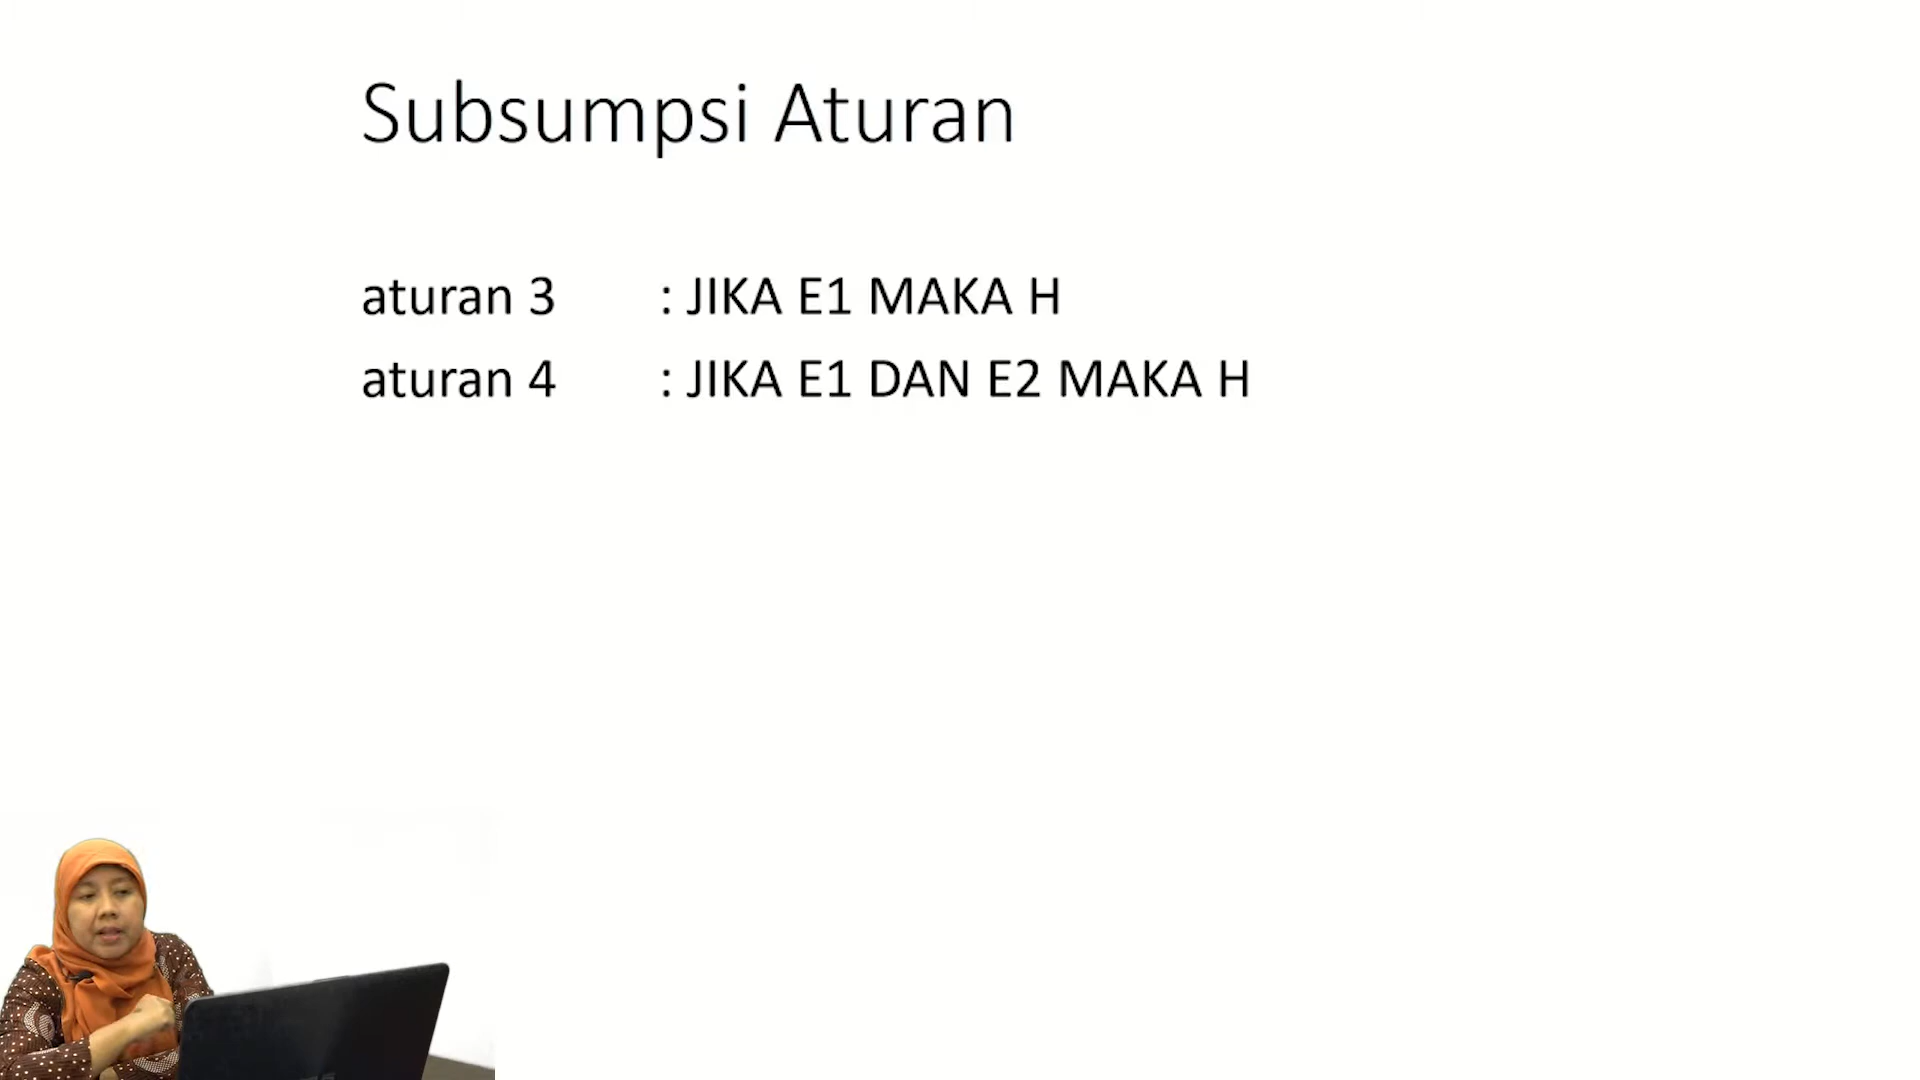 Subsumpsi Aturan
aturan 3 : JIKA E1 MAKA H
aturan 4 : JIKA E1 DAN E2 MAKA H